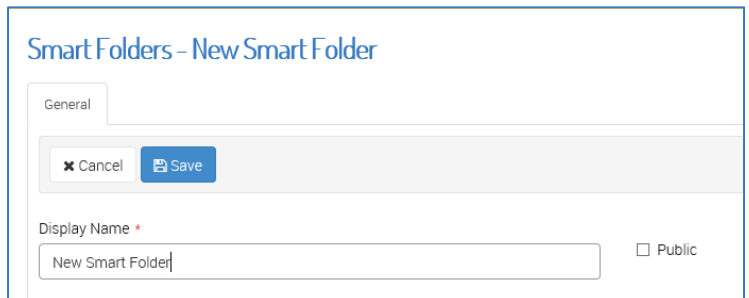 Smart Folders – New Smart Folder
General
Cancel Save
Display Name *
New Smart Folder
Public